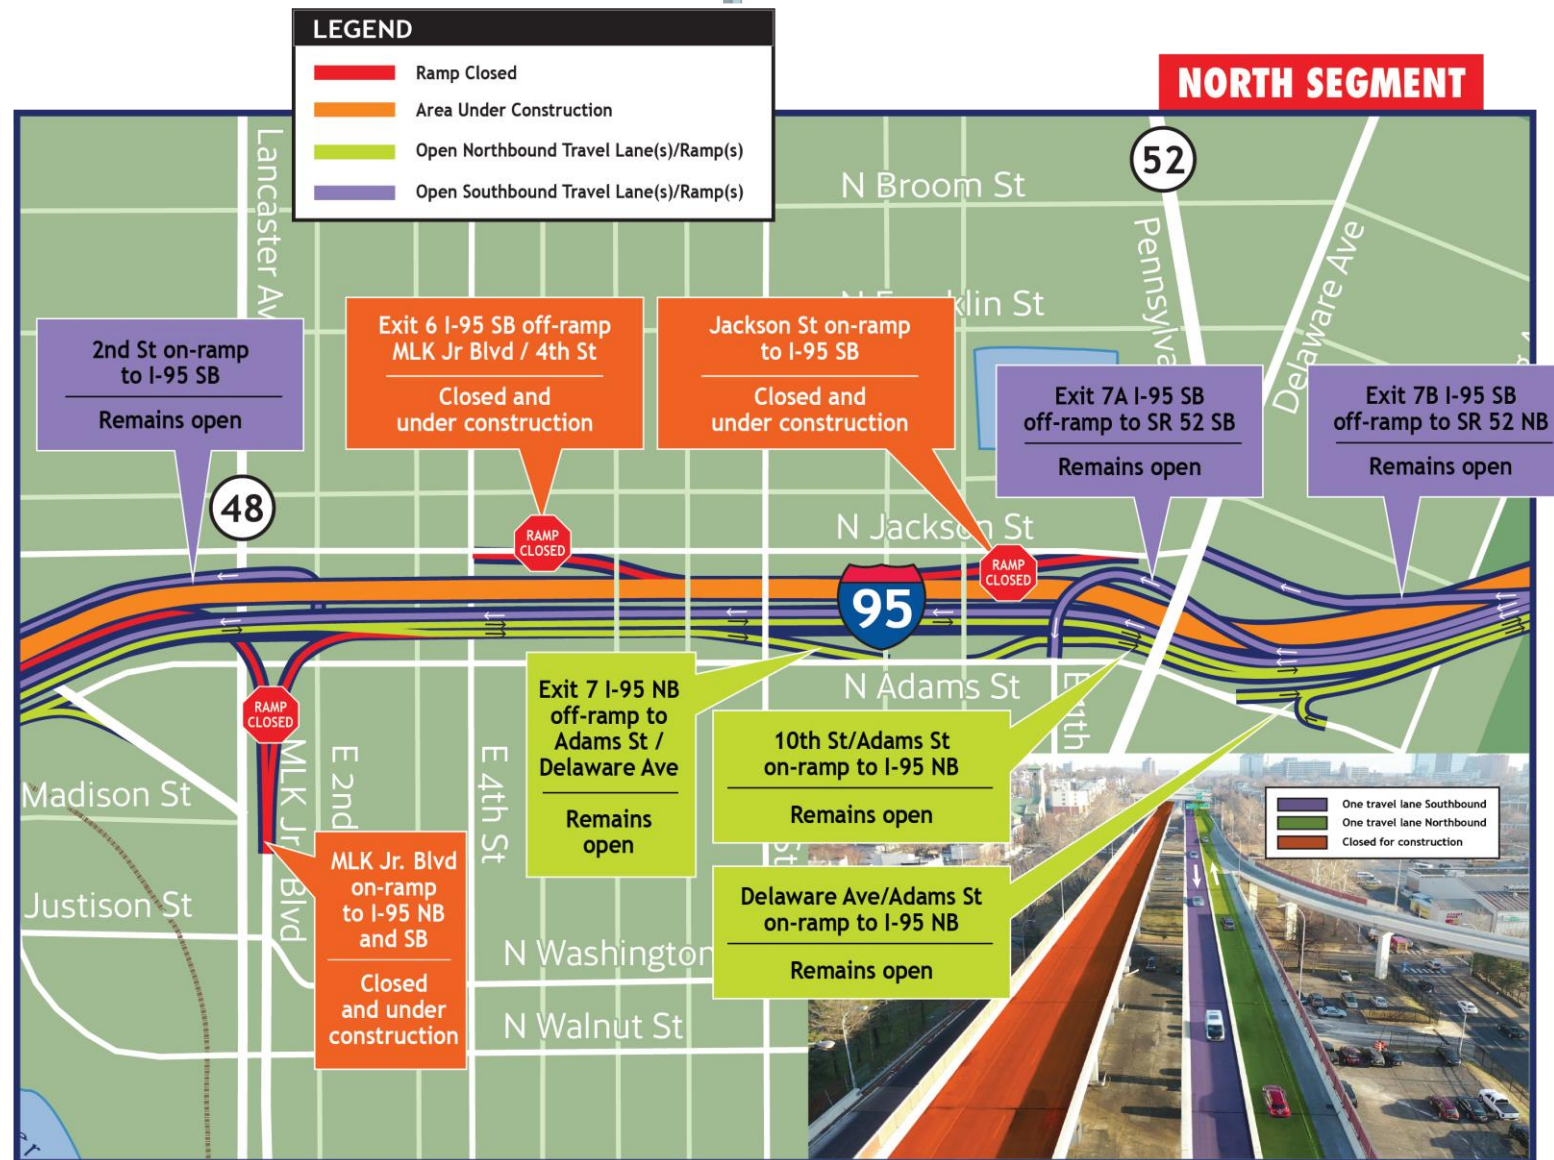 LEGEND
Ramp Closed
Area Under Construction
Open Northbound Travel Lane(s)/Ramp(s)
Open Southbound Travel Lane(s)/Ramp(s)
NORTH SEGMENT
52
N Broom St
Lancaster Av
Pennsylva
Delaware Ave
klin St
2nd St on-ramp
to I-95 SB
Remains open
Exit 6 I-95 SB off-ramp
MLK Jr Blvd / 4th St
Closed and
under construction
Jackson St on-ramp
to I-95 SB
Closed and
under construction
Exit 7A I-95 SB
off-ramp to SR 52 SB
Remains open
Exit 7B I-95 SB
off-ramp to SR 52 NB
Remains open
48
N Jackson St
RAMP
CLOSED
RAMP
CLOSED
95
RAMP
CLOSED
N Adams St
Exit 7 I-95 NB
off-ramp to
Adams St /
Delaware Ave
Remains
open
10th St/Adams St
on-ramp to I-95 NB
Remains open
Madison St
MLK Jr Blvd
E 2nd
E 4th St
St
One travel lane Southbound
One travel lane Northbound
Closed for construction
MLK Jr. Blvd
on-ramp
to I-95 NB
and SB
Closed
and under
construction
Delaware Ave/Adams St
on-ramp to I-95 NB
Remains open
Justison St
N Washington
N Walnut St